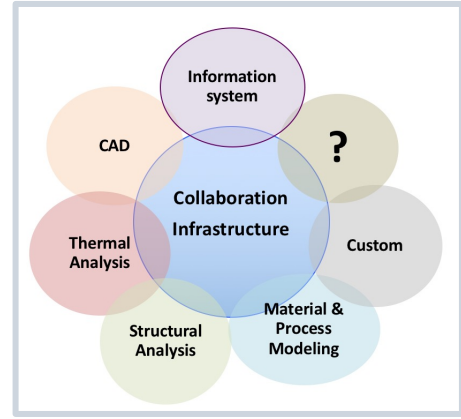 Information
system
?
CAD
Collaboration
Infrastructure
Thermal
Analysis
Custom
Structural
Analysis
Material &
Process
Modeling